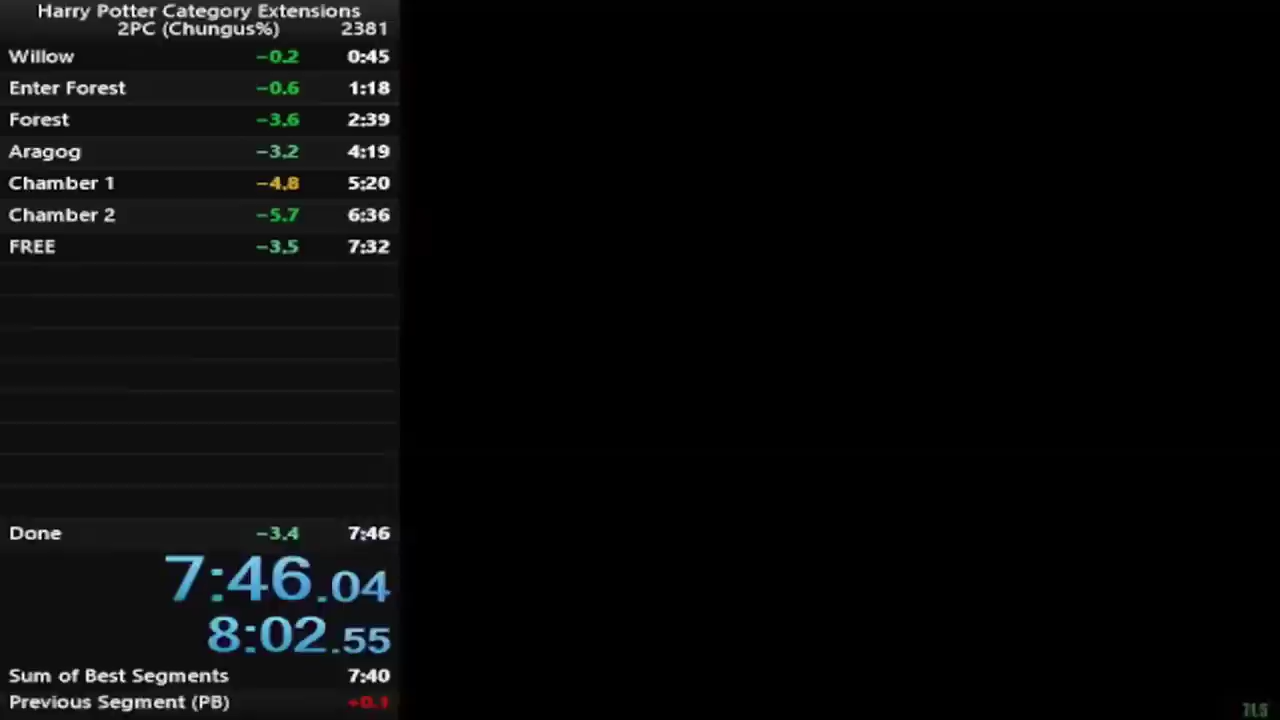 Harry Potter Category Extensions
2PC (Chungus%) 2381
Willow -0.2 0:45
Enter Forest -0.6 1:18
Forest -3.6 2:39
Aragog -3.2 4:19
Chamber 1 -4.8 5:20
Chamber 2 -5.7 6:36
FREE -3.5 7:32
Done -3.4 7:46
7:46.04
8:02.55
Sum of Best Segments 7:40
Previous Segment (PB) +0.1